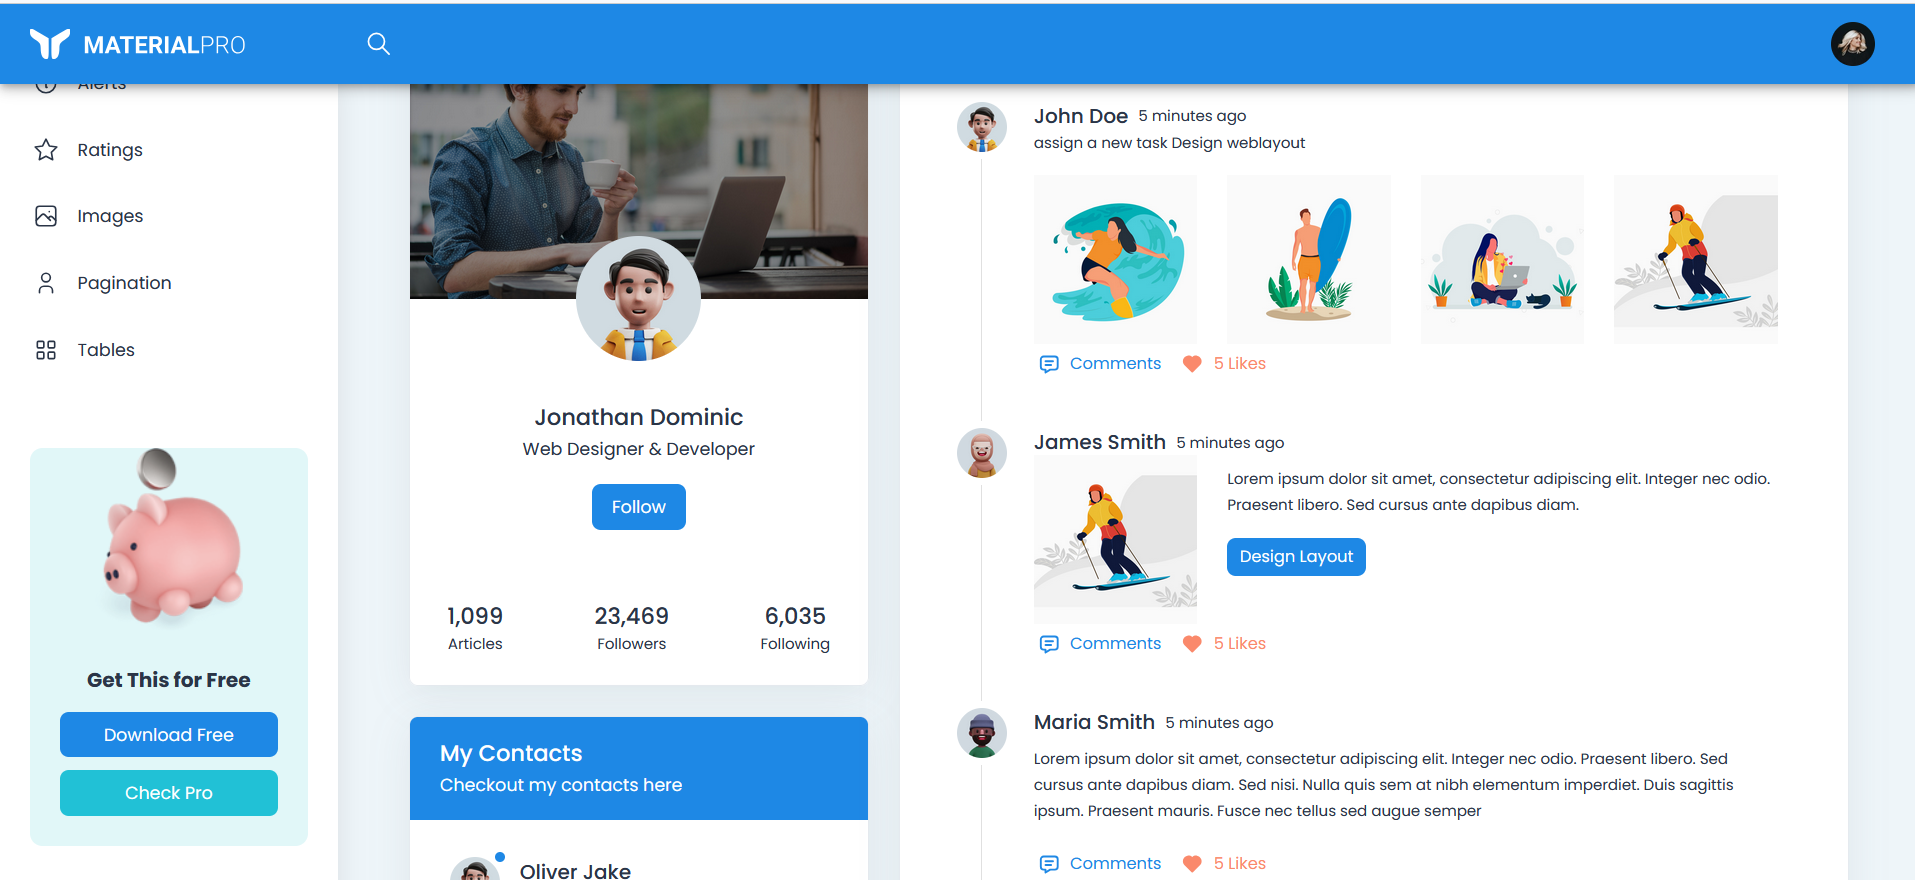 MATERIALPRO
Alerts
Ratings
Images
Pagination
Tables
Get This for Free
Download Free
Check Pro
Jonathan Dominic
Web Designer & Developer
Follow
1,099 23,469 6,035
Articles Followers Following
My Contacts
Checkout my contacts here
Oliver Jake
John Doe 5 minutes ago
assign a new task Design weblayout
Comments 5 Likes
James Smith 5 minutes ago
Lorem ipsum dolor sit amet, consectetur adipiscing elit. Integer nec odio.
Praesent libero. Sed cursus ante dapibus diam.
Design Layout
Comments 5 Likes
Maria Smith 5 minutes ago
Lorem ipsum dolor sit amet, consectetur adipiscing elit. Integer nec odio. Praesent libero. Sed
cursus ante dapibus diam. Sed nisi. Nulla quis sem at nibh elementum imperdiet. Duis sagittis
ipsum. Praesent mauris. Fusce nec tellus sed augue semper
Comments 5 Likes